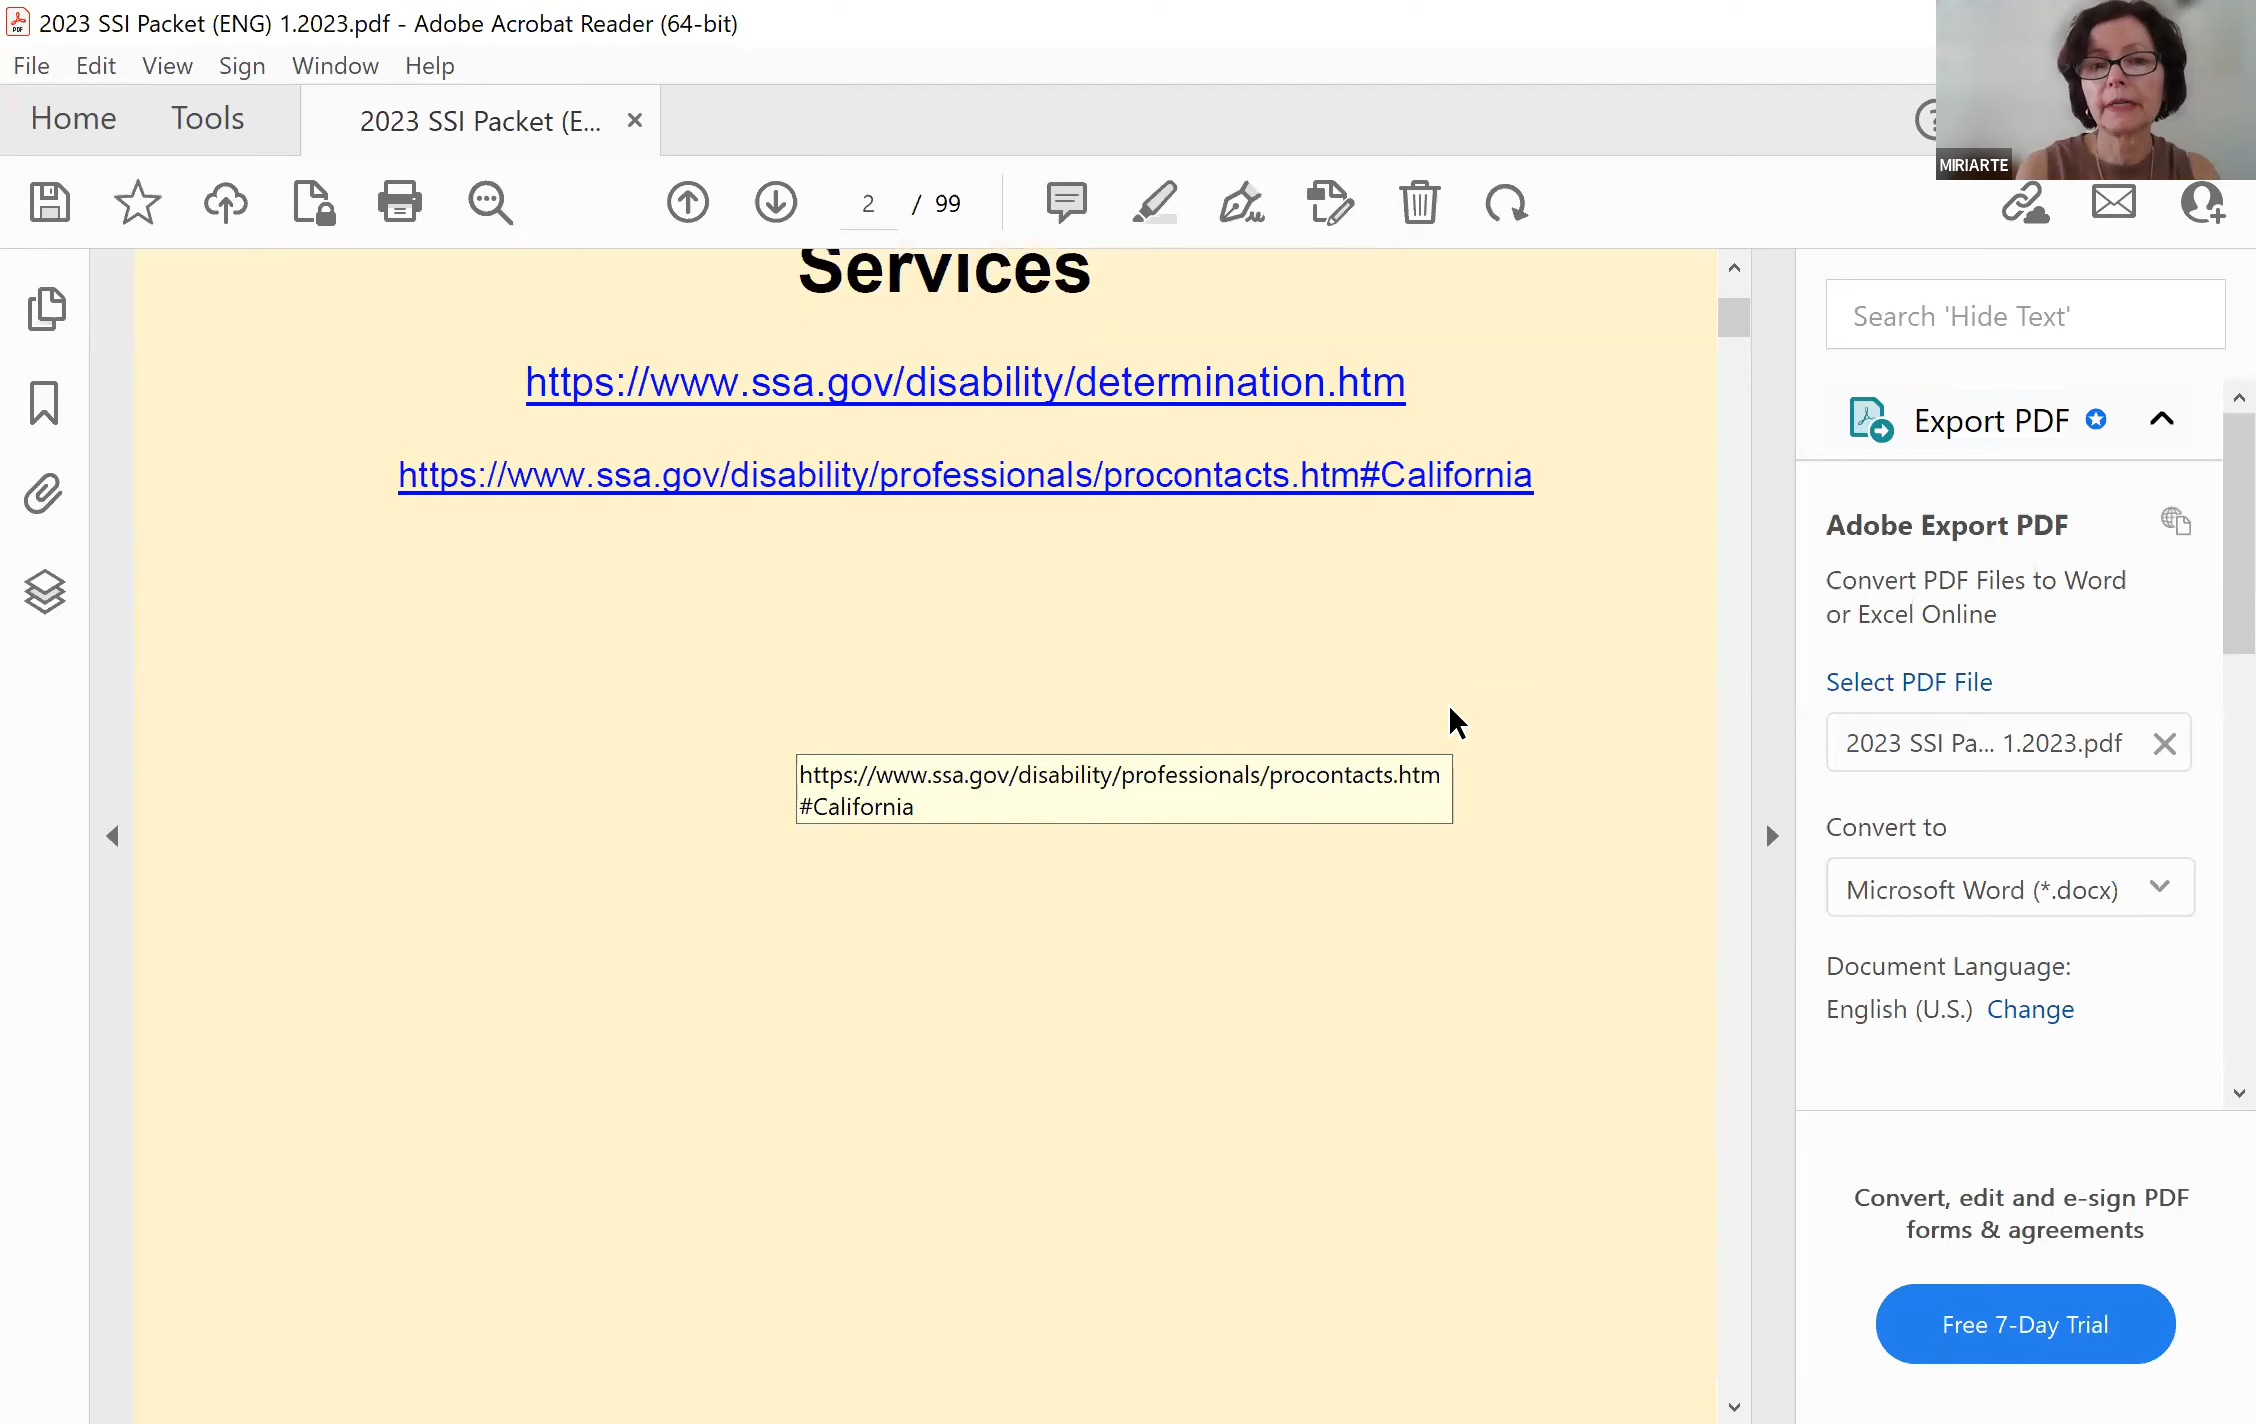 2023 SSI Packet (ENG) 1.2023.pdf - Adobe Acrobat Reader (64-bit)
File Edit View Sign Window Help
Home Tools 2023 SSI Packet (E...
MIRIARTE
2 / 99
Services
https://www.ssa.gov/disability/determination.htm
https://www.ssa.gov/disability/professionals/procontacts.htm#California
https://www.ssa.gov/disability/professionals/procontacts.htm
#California
Search 'Hide Text'
Export PDF
Adobe Export PDF
Convert PDF Files to Word
or Excel Online
Select PDF File
2023 SSI Pa... 1.2023.pdf
Convert to
Microsoft Word (*.docx)
Document Language:
English (U.S.) Change
Convert, edit and e-sign PDF
forms & agreements
Free 7-Day Trial